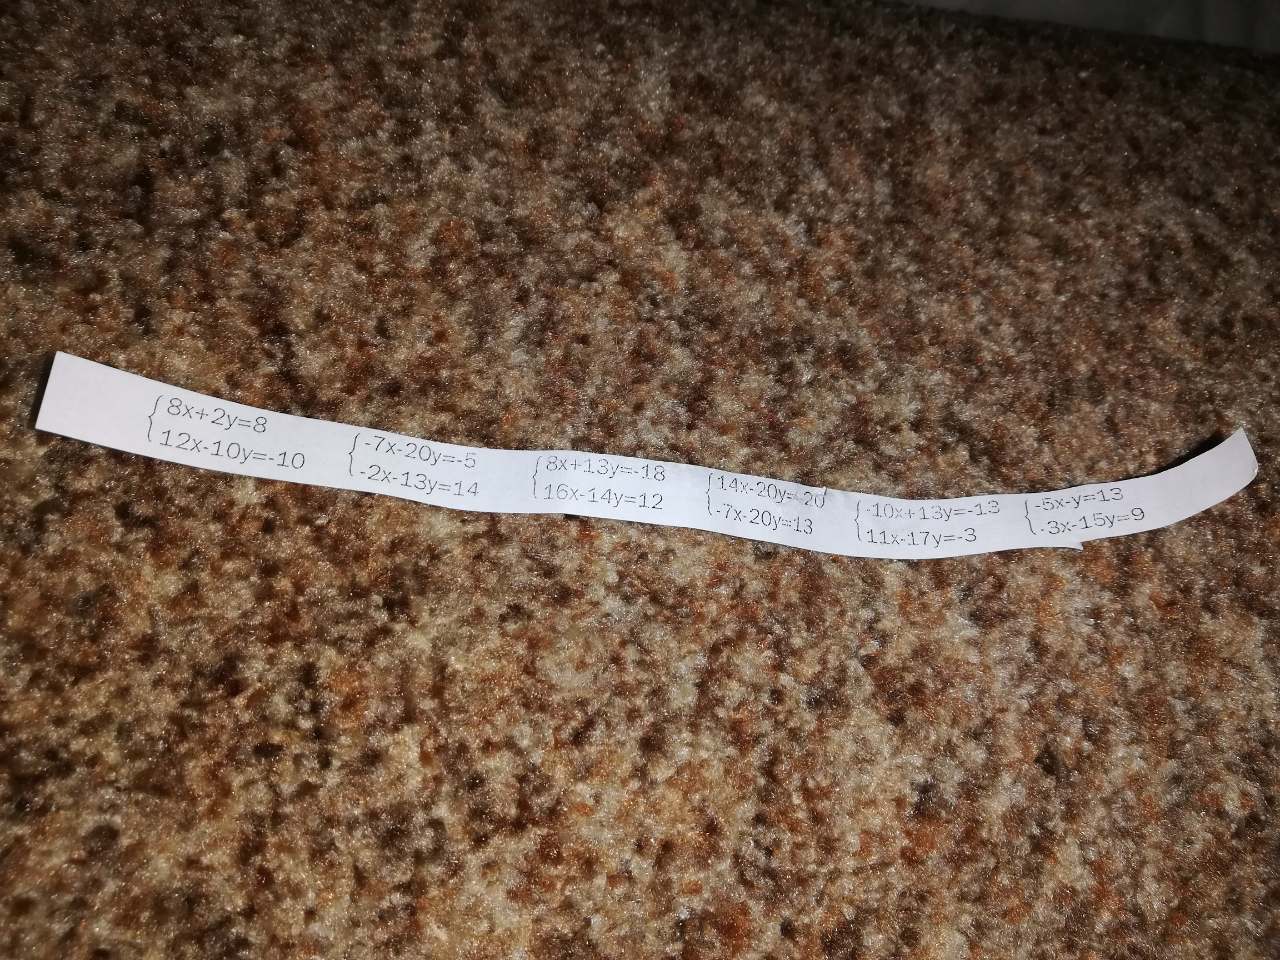 8x+2y=8
12x-10y=-10
-7x-20y=-5
-2x-13y=14
8x+13y=-18
16x-14y=12
14x-20y=-20
-7x-20y=13
-10x+13y=-13
11x-17y=-3
-5x-y=13
-3x-15y=9